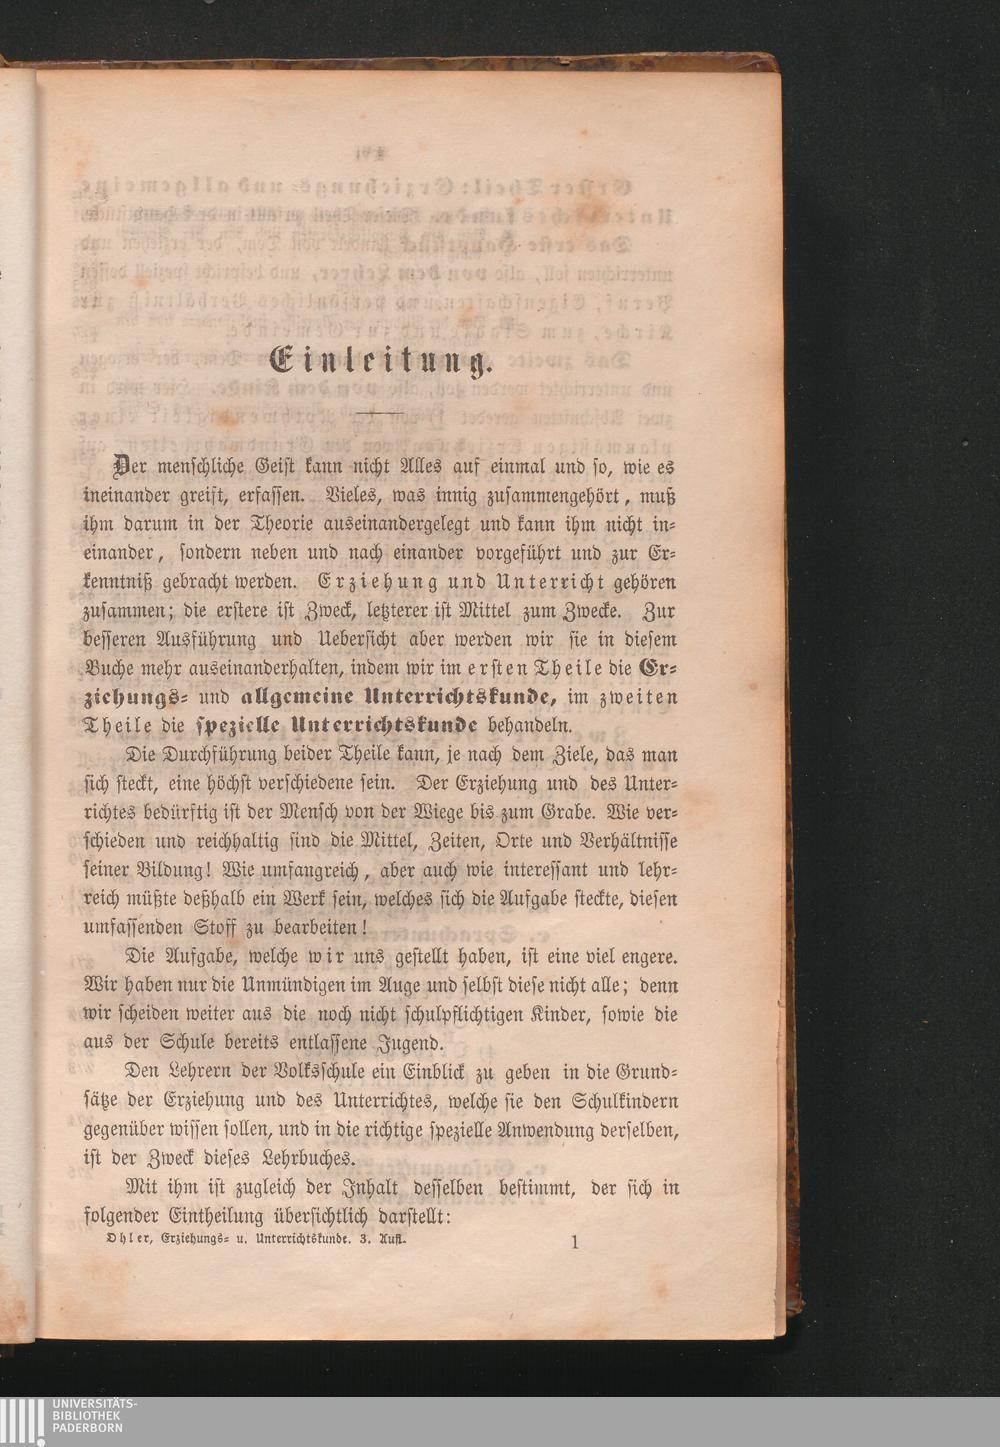 Einleitung.
Der menschliche Geist kann nicht Alles auf einmal und so, wie es
ineinander greift, erfassen. Vieles, was innig zusammengehört, muß
ihm darum in der Theorie auseinandergelegt und kann ihm nicht in-
einander, sondern neben und nach einander vorgeführt und zur Er-
kenntniß gebracht werden. Erziehung und Unterricht gehören
zusammen; die erstere ist Zweck, letzterer ist Mittel zum Zwecke. Zur
besseren Ausführung und Uebersicht aber werden wir sie in diesem
Buche mehr auseinanderhalten, indem wir im ersten Theile die Er-
ziehungs- und allgemeine Unterrichtskunde, im zweiten
Theile die spezielle Unterrichtskunde behandeln.
Die Durchführung beider Theile kann, je nach dem Ziele, das man
sich steckt, eine höchst verschiedene sein. Der Erziehung und des Unter-
richtes bedürftig ist der Mensch von der Wiege bis zum Grabe. Wie ver-
schieden und reichhaltig sind die Mittel, Zeiten, Orte und Verhältnisse
seiner Bildung! Wie umfangreich, aber auch wie interessant und lehr-
reich müßte deßhalb ein Werk sein, welches sich die Aufgabe steckte, diesen
umfassenden Stoff zu bearbeiten!
Die Aufgabe, welche wir uns gestellt haben, ist eine viel engere.
Wir haben nur die Unmündigen im Auge und selbst diese nicht alle; denn
wir scheiden weiter aus die noch nicht schulpflichtigen Kinder, sowie die
aus der Schule bereits entlassene Jugend.
Den Lehrern der Volksschule ein Einblick zu geben in die Grund-
sätze der Erziehung und des Unterrichtes, welche sie den Schulkindern
gegenüber wissen sollen, und in die richtige spezielle Anwendung derselben,
ist der Zweck dieses Lehrbuches.
Mit ihm ist zugleich der Inhalt desselben bestimmt, der sich in
folgender Eintheilung übersichtlich darstellt:
Ohler, Erziehungs- u. Unterrichtskunde. 3. Aufl. 1
UNIVERSITÄTS-
BIBLIOTHEK
PADERBORN